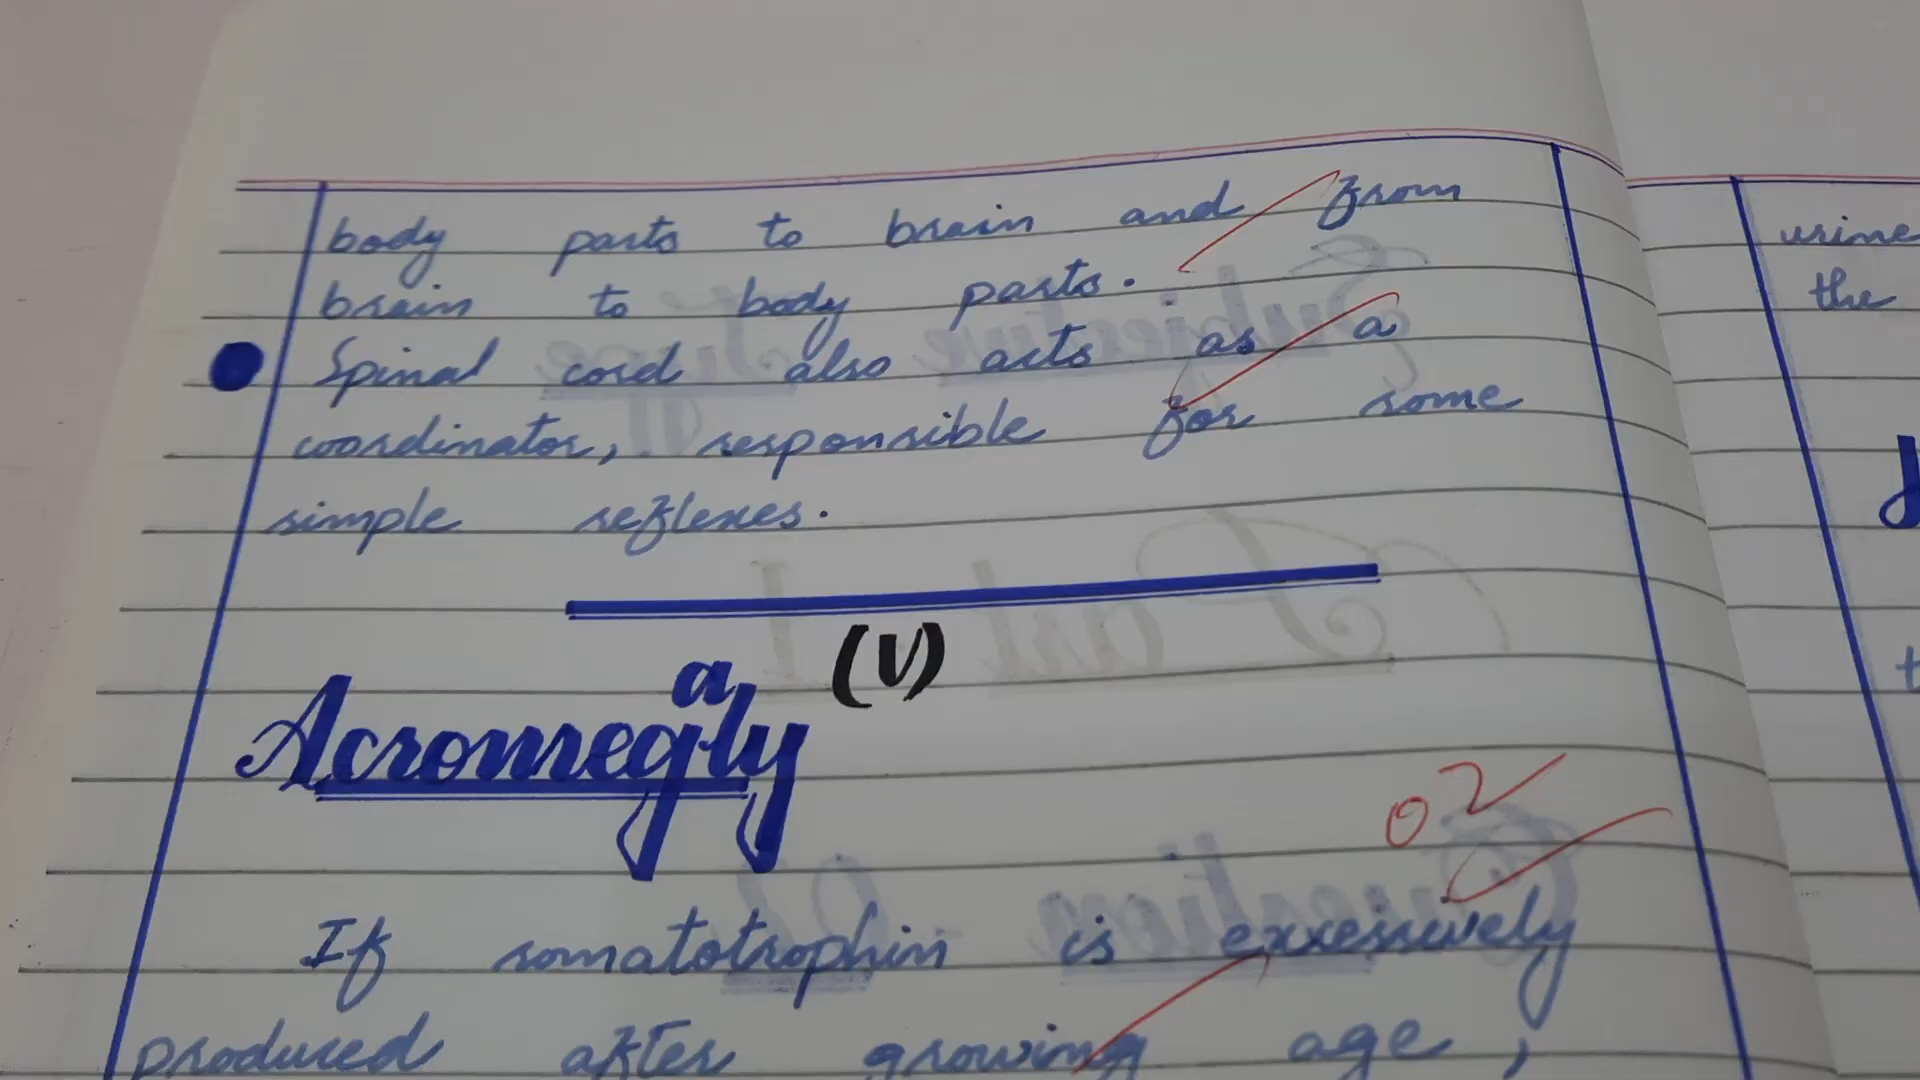 body parts to brain and from
brain to body parts.
Spinal cord also acts as a
coordinator, responsible for some
simple reflexes.
(V)
Acromegaly
02
If somatotrophin is exxessively
produced after growing age,
urine
the